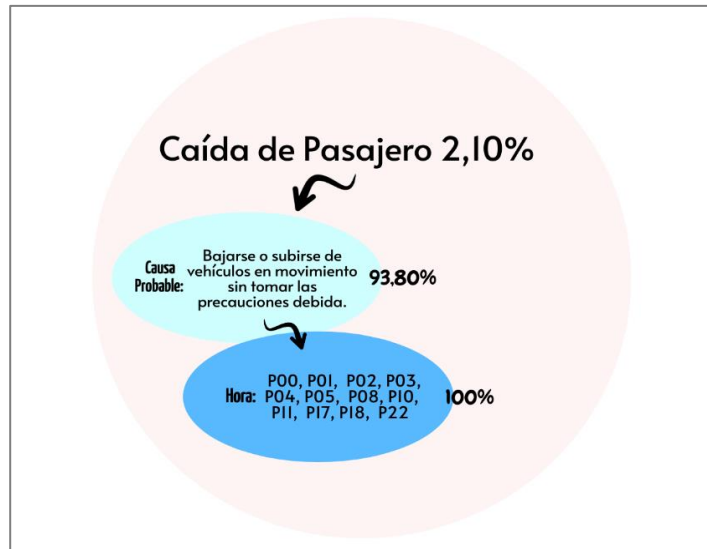 Caída de Pasajero 2,10%
Causa
Probable:
Bajarse o subirse de
vehículos en movimiento
sin tomar las
precauciones debida.
93,80%
Hora:
P00, P01, P02, P03,
P04, P05, P08, P10,
P11, P17, P18, P22
100%